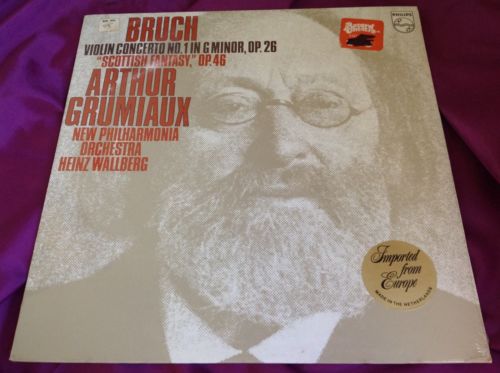 BRUCH
VIOLIN CONCERTO NO.1 IN G MINOR, OP.26
"SCOTTISH FANTASY," OP.46
ARTHUR
GRUMIAUX
NEW PHILHARMONIA
ORCHESTRA
HEINZ WALLBERG
PHILIPS
Imported
from
Europe
MADE IN THE NETHERLANDS